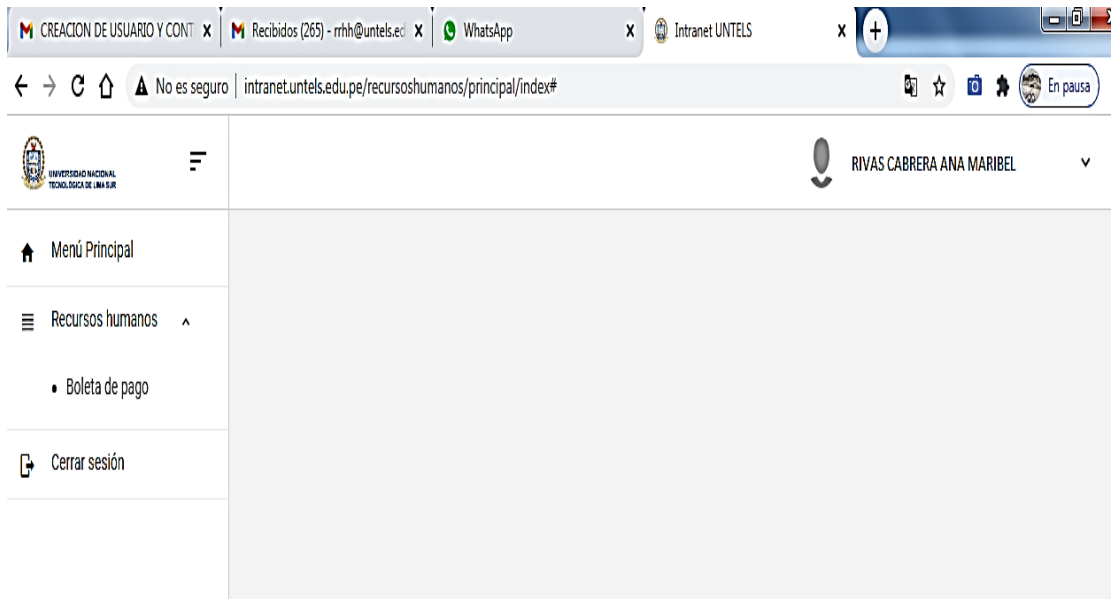 CREACION DE USUARIO Y CONT
Recibidos (265) - rrhh@untels.ed
WhatsApp
Intranet UNTELS
No es seguro
intranet.untels.edu.pe/recursoshumanos/principal/index#
En pausa
UNIVERSIDAD NACIONAL
TECNOLÓGICA DE LIMA SUR
RIVAS CABRERA ANA MARIBEL
Menú Principal
Recursos humanos
Boleta de pago
Cerrar sesión